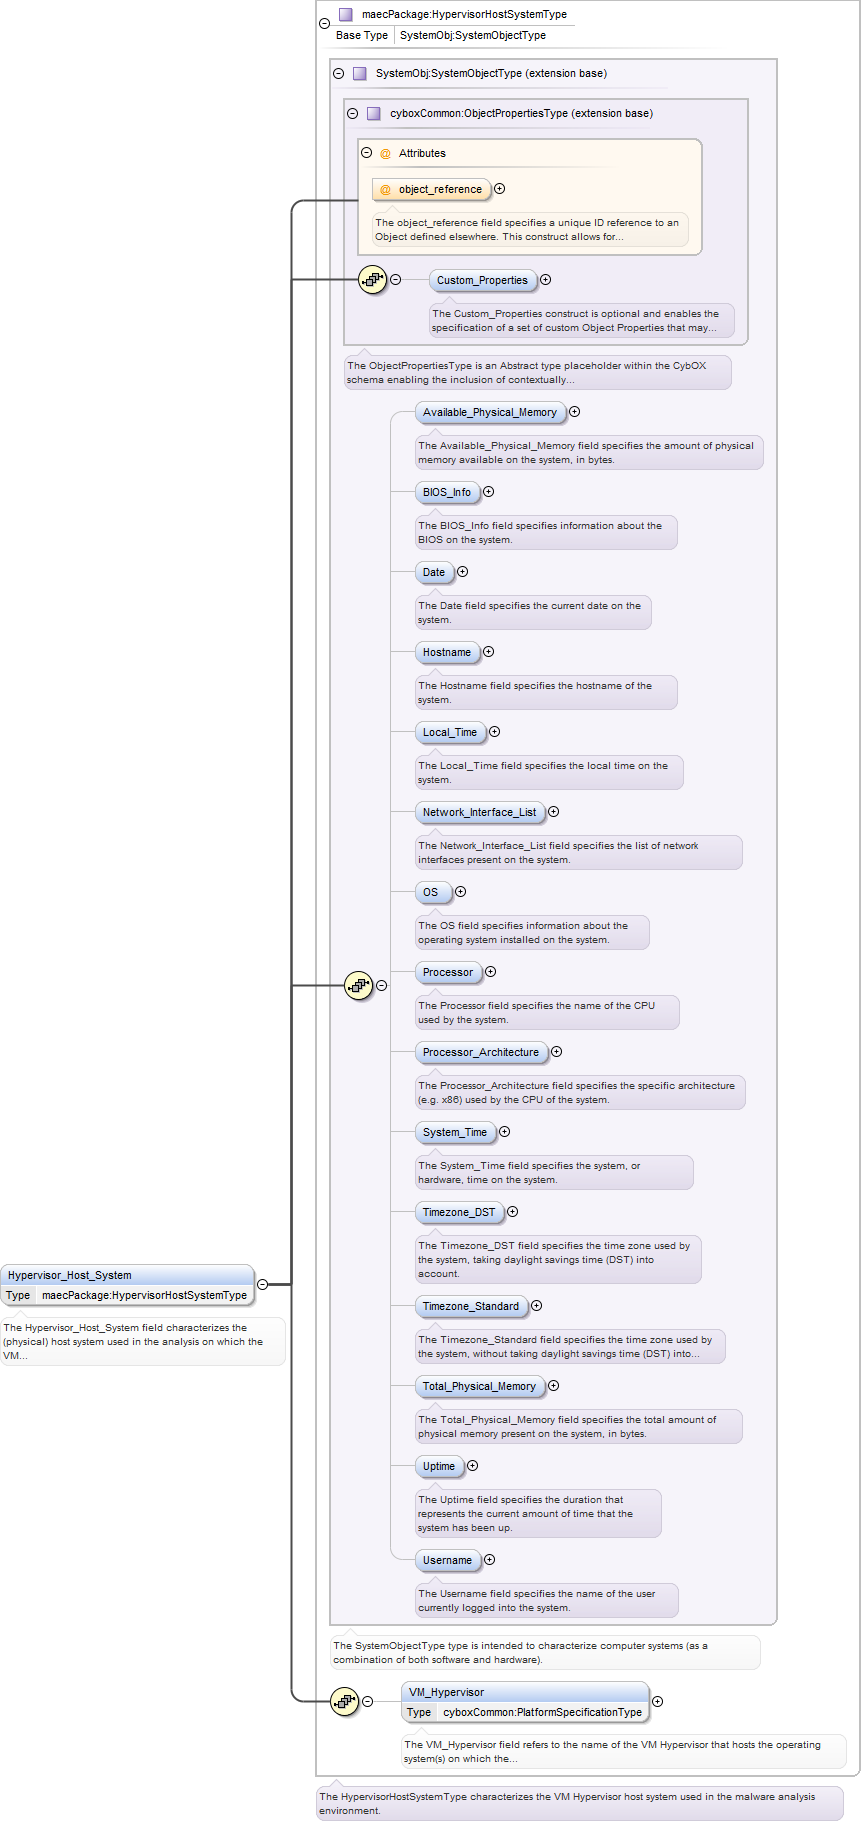 maecPackage:HypervisorHostSystemType
Base Type SystemObj:SystemObjectType
SystemObj:SystemObjectType (extension base)
cyboxCommon:ObjectPropertiesType (extension base)
@ Attributes
@ object_reference
The object_reference field specifies a unique ID reference to an
Object defined elsewhere. This construct allows for...
Custom_Properties
The Custom_Properties construct is optional and enables the
specification of a set of custom Object Properties that may...
The ObjectPropertiesType is an Abstract type placeholder within the CybOX
schema enabling the inclusion of contextually...
Available_Physical_Memory
The Available_Physical_Memory field specifies the amount of physical
memory available on the system, in bytes.
BIOS_Info
The BIOS_Info field specifies information about the
BIOS on the system.
Date
The Date field specifies the current date on the
system.
Hostname
The Hostname field specifies the hostname of the
system.
Local_Time
The Local_Time field specifies the local time on the
system.
Network_Interface_List
The Network_Interface_List field specifies the list of network
interfaces present on the system.
OS
The OS field specifies information about the
operating system installed on the system.
Processor
The Processor field specifies the name of the CPU
used by the system.
Processor_Architecture
The Processor_Architecture field specifies the specific architecture
(e.g. x86) used by the CPU of the system.
System_Time
The System_Time field specifies the system, or
hardware, time on the system.
Timezone_DST
The Timezone_DST field specifies the time zone used by
the system, taking daylight savings time (DST) into
account.
Hypervisor_Host_System
Type maecPackage:HypervisorHostSystemType
The Hypervisor_Host_System field characterizes the
(physical) host system used in the analysis on which the
VM...
Timezone_Standard
The Timezone_Standard field specifies the time zone used by
the system, without taking daylight savings time (DST) into...
Total_Physical_Memory
The Total_Physical_Memory field specifies the total amount of
physical memory present on the system, in bytes.
Uptime
The Uptime field specifies the duration that
represents the current amount of time that the
system has been up.
Username
The Username field specifies the name of the user
currently logged into the system.
The SystemObjectType type is intended to characterize computer systems (as a
combination of both software and hardware).
VM_Hypervisor
Type cyboxCommon:PlatformSpecificationType
The VM_Hypervisor field refers to the name of the VM Hypervisor that hosts the operating
system(s) on which the...
The HypervisorHostSystemType characterizes the VM Hypervisor host system used in the malware analysis
environment.